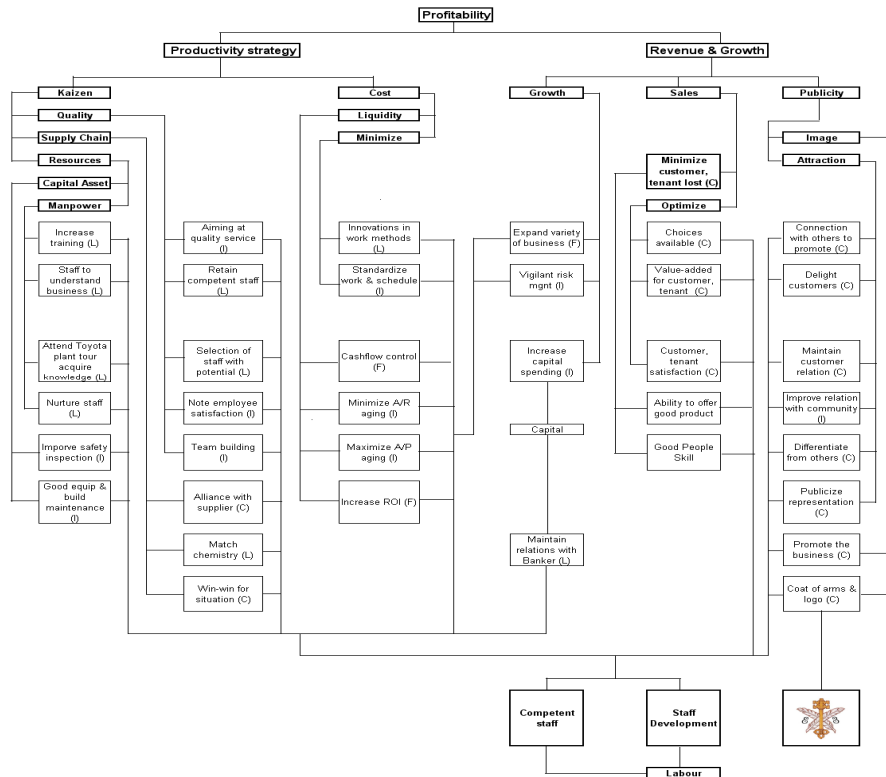 Profitability
Productivity strategy
Revenue & Growth
Kaizen
Cost
Growth
Sales
Publicity
Quality
Liquidity
Supply Chain
Minimize
Image
Resources
Minimize
customer,
tenant lost (C)
Attraction
Capital Asset
Manpower
Optimize
Increase
training (L)
Aiming at
quality service
(I)
Innovations in
work methods
(L)
Expand variety
of business (F)
Choices
available (C)
Connection
with others to
promote (C)
Staff to
understand
business (L)
Retain
competent staff
(L)
Standardize
work & schedule
(I)
Vigilant risk
mgnt (I)
Value-added
for customer,
tenant (C)
Delight
customers (C)
Attend Toyota
plant tour
acquire
knowledge (L)
Selection of
staff with
potential (L)
Cashflow control
(F)
Increase
capital
spending (I)
Customer,
tenant
satisfaction (C)
Maintain
customer
relation (C)
Nurture staff
(L)
Note employee
satisfaction (I)
Minimize A/R
aging (I)
Capital
Ability to offer
good product
Improve relation
with community
(I)
Imporve safety
inspection (I)
Team building
(I)
Maximize A/P
aging (I)
Good People
Skill
Differentiate
from others (C)
Good equip &
build
maintenance
(I)
Alliance with
supplier (C)
Increase ROI (F)
Publicize
representation
(C)
Match
chemistry (L)
Maintain
relations with
Banker (L)
Promote the
business (C)
Win-win for
situation (C)
Coat of arms &
logo (C)
Competent
staff
Staff
Development
Labour